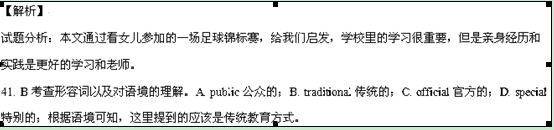 【解析】
试题分析：本文通过看女儿参加的一场足球锦标赛，给我们启发，学校里的学习很重要，但是亲身经历和
实践是更好的学习和老师。
41. B 考查形容词以及对语境的理解。A. public 公众的；B. traditional 传统的；C. official 官方的；D. special
特别的；根据语境可知，这里提到的应该是传统教育方式。